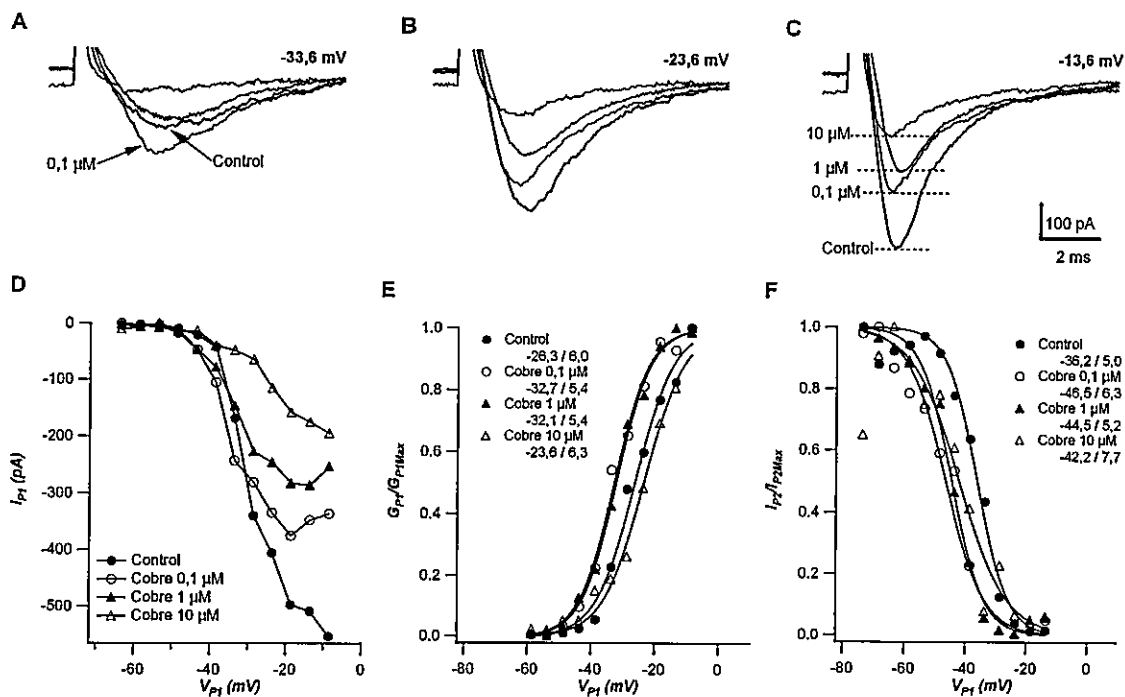 A
-33,6 mV
0,1 µM
Control
B
-23,6 mV
C
-13,6 mV
10 µM
1 µM
0,1 µM
Control
100 pA
2 ms
D
0
-100
-200
-300
-400
-500
I_P1 (pA)
Control
Cobre 0,1 µM
Cobre 1 µM
Cobre 10 µM
-60 -40 -20 0
V_P1 (mV)
E
1.0
0.8
0.6
0.4
0.2
0.0
G_P1/G_P1Max
Control
-26,3 / 6,0
Cobre 0,1 µM
-32,7 / 5,4
Cobre 1 µM
-32,1 / 5,4
Cobre 10 µM
-23,6 / 6,3
-60 -40 -20 0
V_P1 (mV)
F
1.0
0.8
0.6
0.4
0.2
0.0
I_P2/I_P2Max
Control
-36,2 / 5,0
Cobre 0,1 µM
-46,5 / 6,3
Cobre 1 µM
-44,5 / 5,2
Cobre 10 µM
-42,2 / 7,7
-80 -60 -40 -20 0
V_P1 (mV)